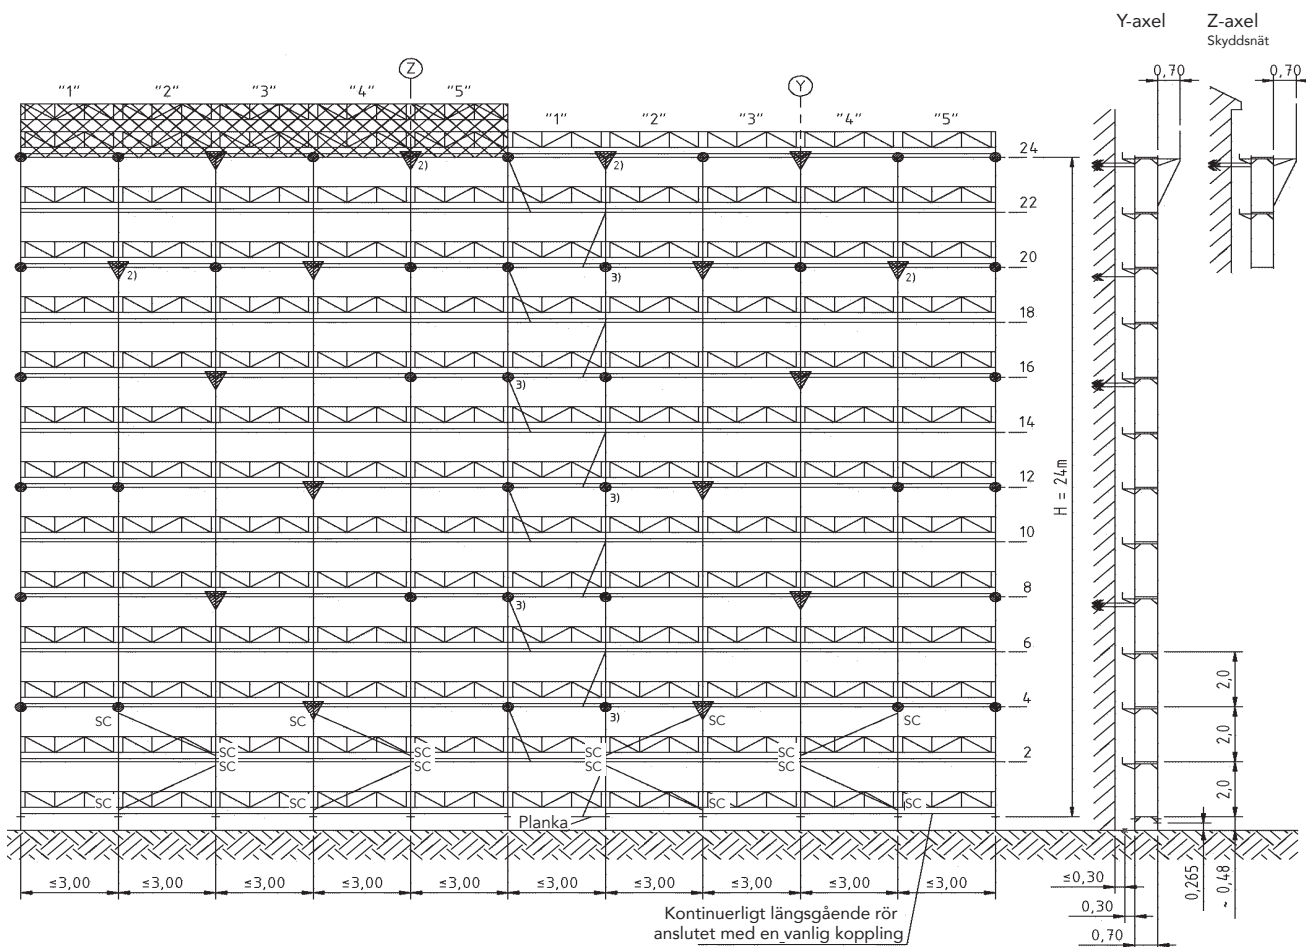 Y-axel
Z-axel
Skyddsnät
0,70
0,70
Z
Y
"1" "2" "3" "4" "5"
"1" "2" "3" "4" "5"
2)
2)
24
22
2)
3)
2)
20
18
3)
16
14
3)
12
10
3)
8
6
3)
4
SC SC SC SC
SC SC SC SC
SC SC SC SC
2
SC SC SC SC
Planka
H = 24m
2,0
2,0
2,0
≤3,00 ≤3,00 ≤3,00 ≤3,00 ≤3,00 ≤3,00 ≤3,00 ≤3,00 ≤3,00 ≤3,00
≤0,30
0,30
0,70
0,265
~ 0,48
Kontinuerligt längsgående rör
anslutet med en vanlig koppling